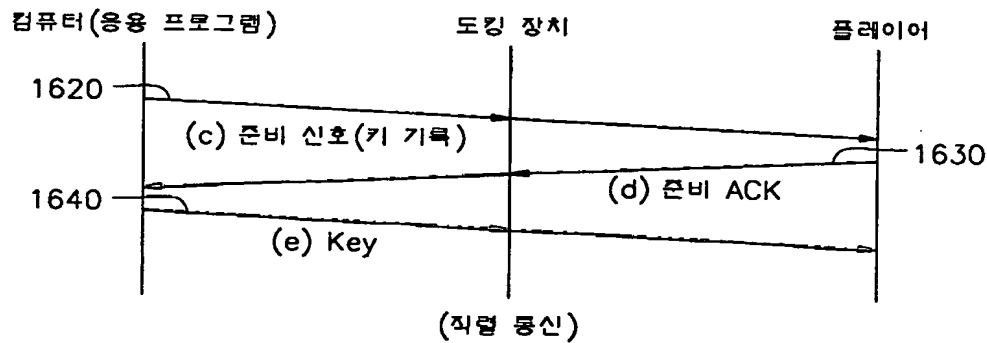 컴퓨터(응용 프로그램)
도킹 장치
플레이어
1620
(c) 준비 신호(키 기록)
1630
(d) 준비 ACK
1640
(e) Key
(직렬 통신)